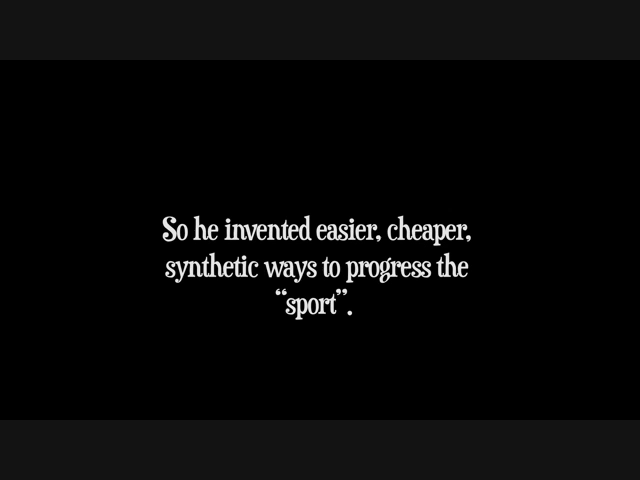 So he invented easier, cheaper,
synthetic ways to progress the
“sport”.